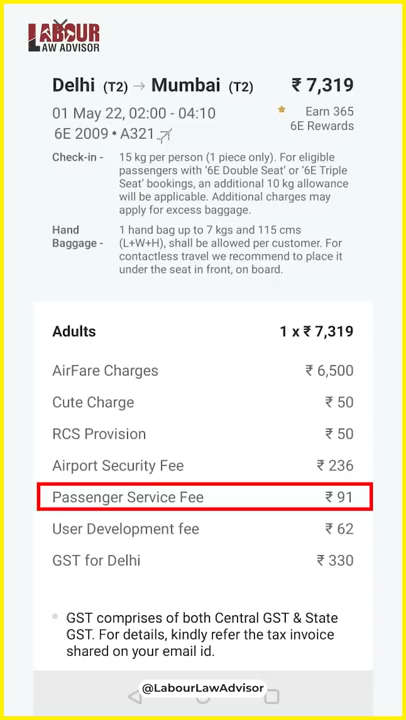 LABOUR
LAW ADVISOR
Delhi (T2) → Mumbai (T2) ₹ 7,319
01 May 22, 02:00 - 04:10 Earn 365
6E 2009 • A321 6E Rewards
Check-in - 15 kg per person (1 piece only). For eligible
passengers with ‘6E Double Seat’ or ‘6E Triple
Seat’ bookings, an additional 10 kg allowance
will be applicable. Additional charges may
apply for excess baggage.
Hand 1 hand bag up to 7 kgs and 115 cms
Baggage - (L+W+H), shall be allowed per customer. For
contactless travel we recommend to place it
under the seat in front, on board.
Adults 1 x ₹ 7,319
AirFare Charges ₹ 6,500
Cute Charge ₹ 50
RCS Provision ₹ 50
Airport Security Fee ₹ 236
Passenger Service Fee ₹ 91
User Development fee ₹ 62
GST for Delhi ₹ 330
GST comprises of both Central GST & State
GST. For details, kindly refer the tax invoice
shared on your email id.
@LabourLawAdvisor